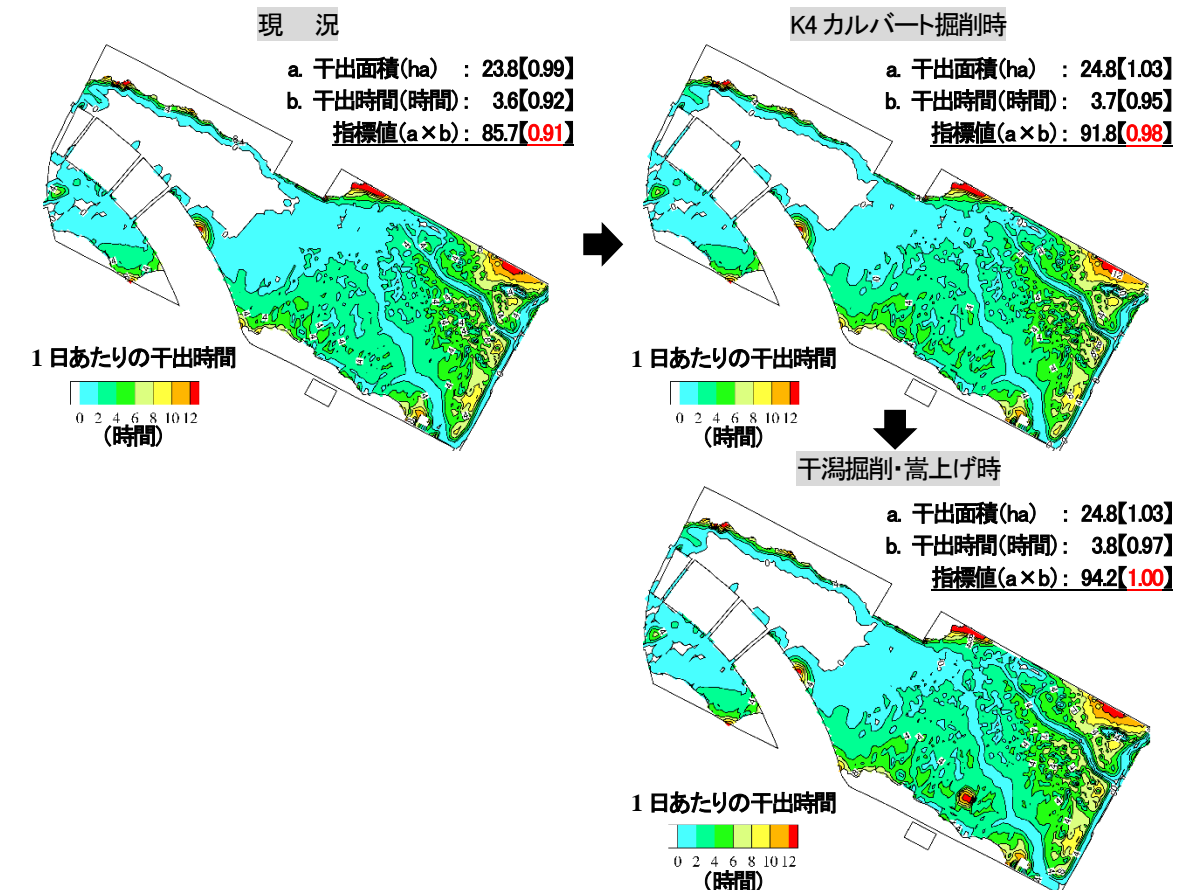 現　況
a. 干出面積(ha)　: 23.8【0.99】
b. 干出時間(時間): 3.6【0.92】
指標値(a×b): 85.7【0.91】
1 日あたりの干出時間
0 2 4 6 8 10 12
(時間)
K4 カルバート掘削時
a. 干出面積(ha)　: 24.8【1.03】
b. 干出時間(時間): 3.7【0.95】
指標値(a×b): 91.8【0.98】
1 日あたりの干出時間
0 2 4 6 8 10 12
(時間)
干潟掘削・嵩上げ時
a. 干出面積(ha)　: 24.8【1.03】
b. 干出時間(時間): 3.8【0.97】
指標値(a×b): 94.2【1.00】
1 日あたりの干出時間
0 2 4 6 8 10 12
(時間)